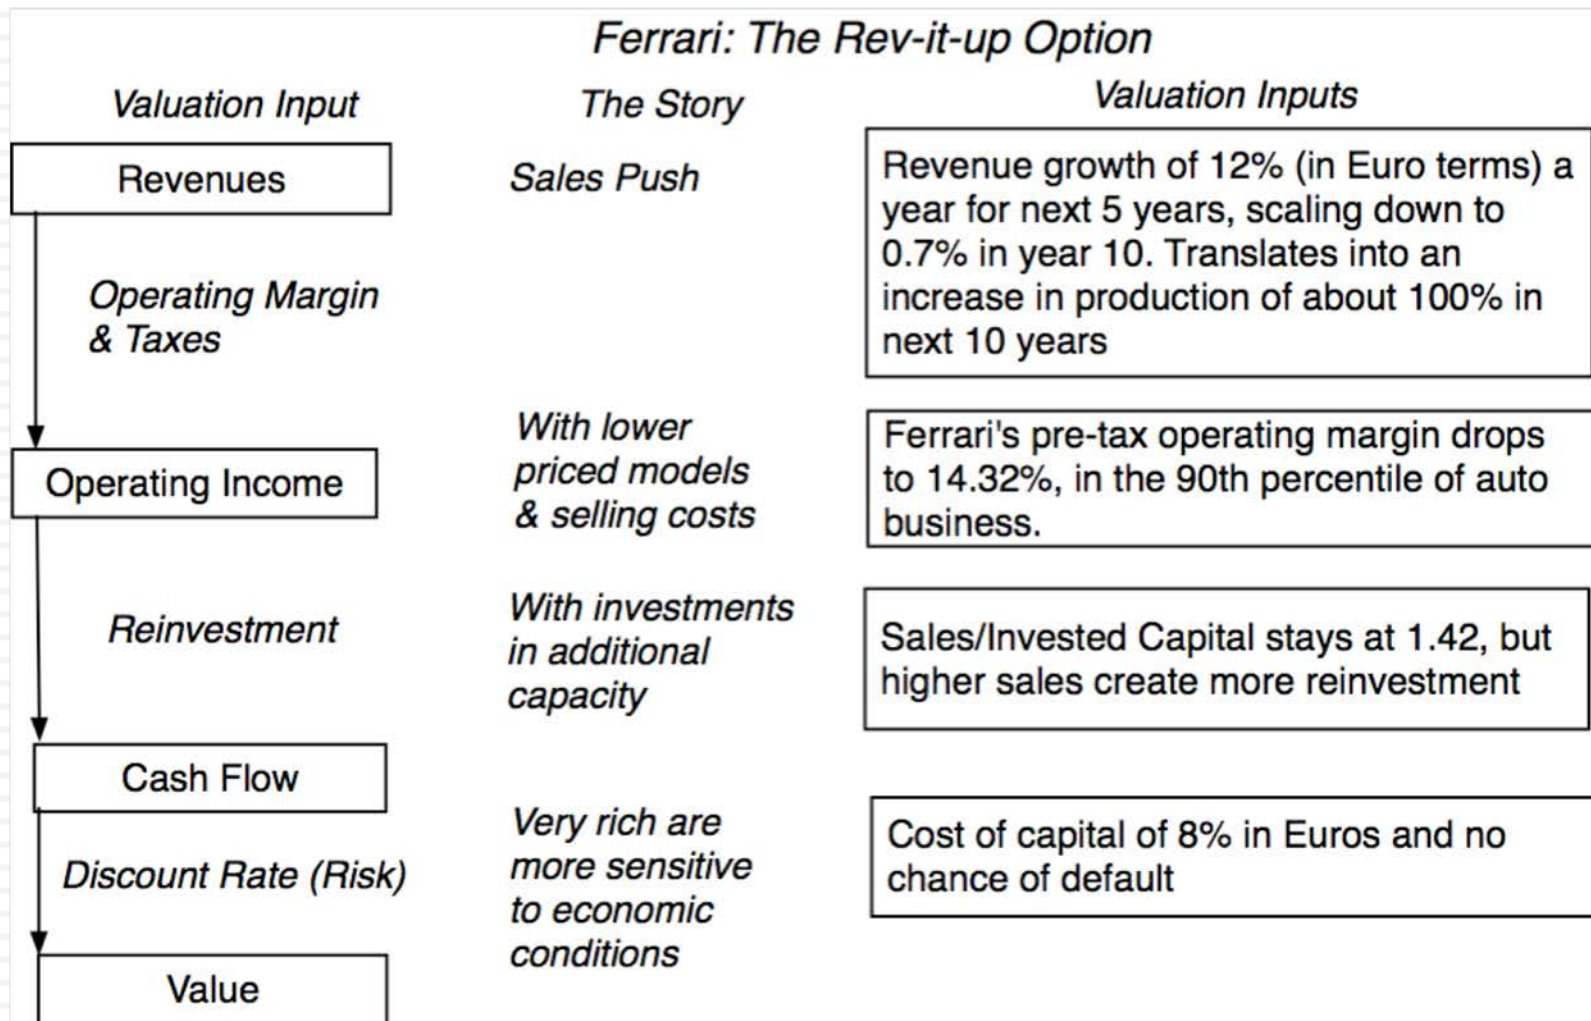 Ferrari: The Rev-it-up Option
Valuation Input
The Story
Valuation Inputs
Revenues
Sales Push
Revenue growth of 12% (in Euro terms) a
year for next 5 years, scaling down to
0.7% in year 10. Translates into an
increase in production of about 100% in
next 10 years
Operating Margin
& Taxes
Operating Income
With lower
priced models
& selling costs
Ferrari's pre-tax operating margin drops
to 14.32%, in the 90th percentile of auto
business.
Reinvestment
With investments
in additional
capacity
Sales/Invested Capital stays at 1.42, but
higher sales create more reinvestment
Cash Flow
Discount Rate (Risk)
Very rich are
more sensitive
to economic
conditions
Cost of capital of 8% in Euros and no
chance of default
Value